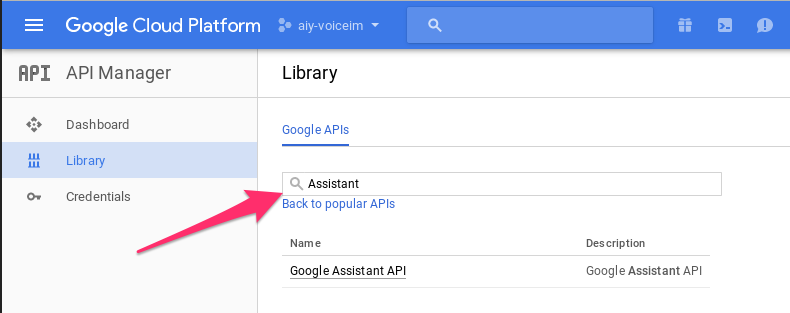 Google Cloud Platform
aiy-voiceim
API
API Manager
Library
Dashboard
Library
Credentials
Google APIs
Assistant
Back to popular APIs
Name Description
Google Assistant API Google Assistant API